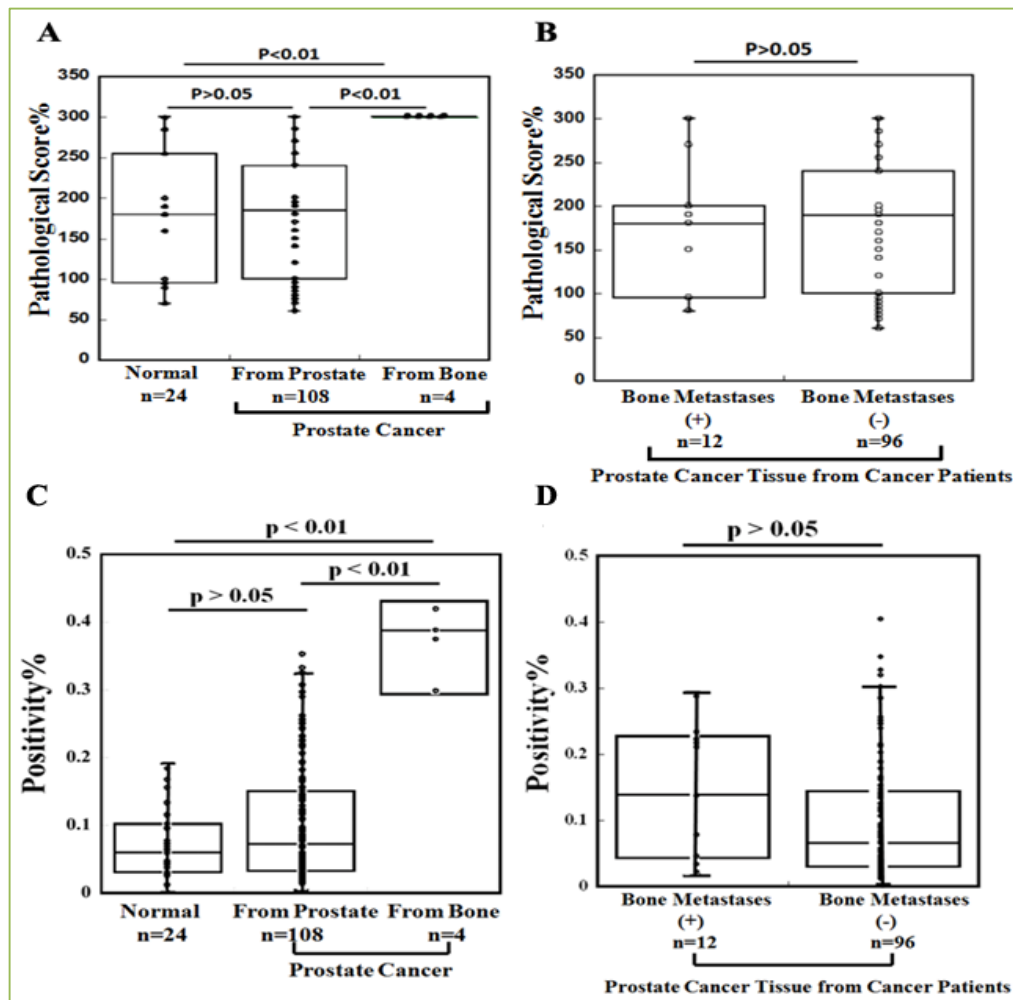 A
P<0.01
P>0.05
P<0.01
Pathological Score%
350
300
250
200
150
100
50
0
Normal
n=24
From Prostate
n=108
From Bone
n=4
Prostate Cancer
B
P>0.05
Pathological Score%
350
300
250
200
150
100
50
0
Bone Metastases
(+)
n=12
Bone Metastases
(-)
n=96
Prostate Cancer Tissue from Cancer Patients
C
p < 0.01
p < 0.01
p > 0.05
Positivity%
0.5
0.4
0.3
0.2
0.1
0
Normal
n=24
From Prostate
n=108
From Bone
n=4
Prostate Cancer
D
p > 0.05
Positivity%
0.5
0.4
0.3
0.2
0.1
0
Bone Metastases
(+)
n=12
Bone Metastases
(-)
n=96
Prostate Cancer Tissue from Cancer Patients